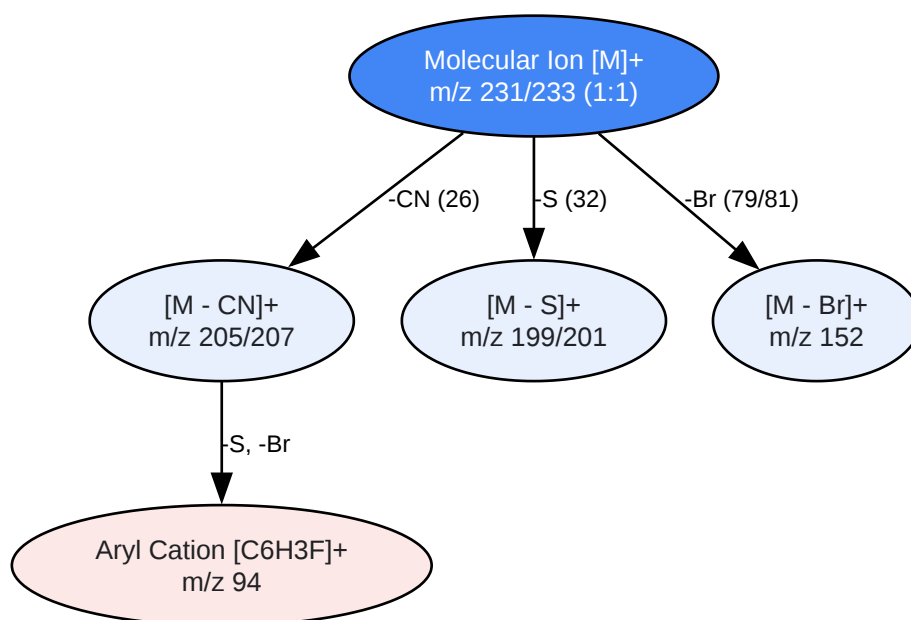 Molecular Ion [M]+
m/z 231/233 (1:1)
-CN (26)
-S (32)
-Br (79/81)
[M - CN]+
m/z 205/207
[M - S]+
m/z 199/201
[M - Br]+
m/z 152
-S, -Br
Aryl Cation [C6H3F]+
m/z 94